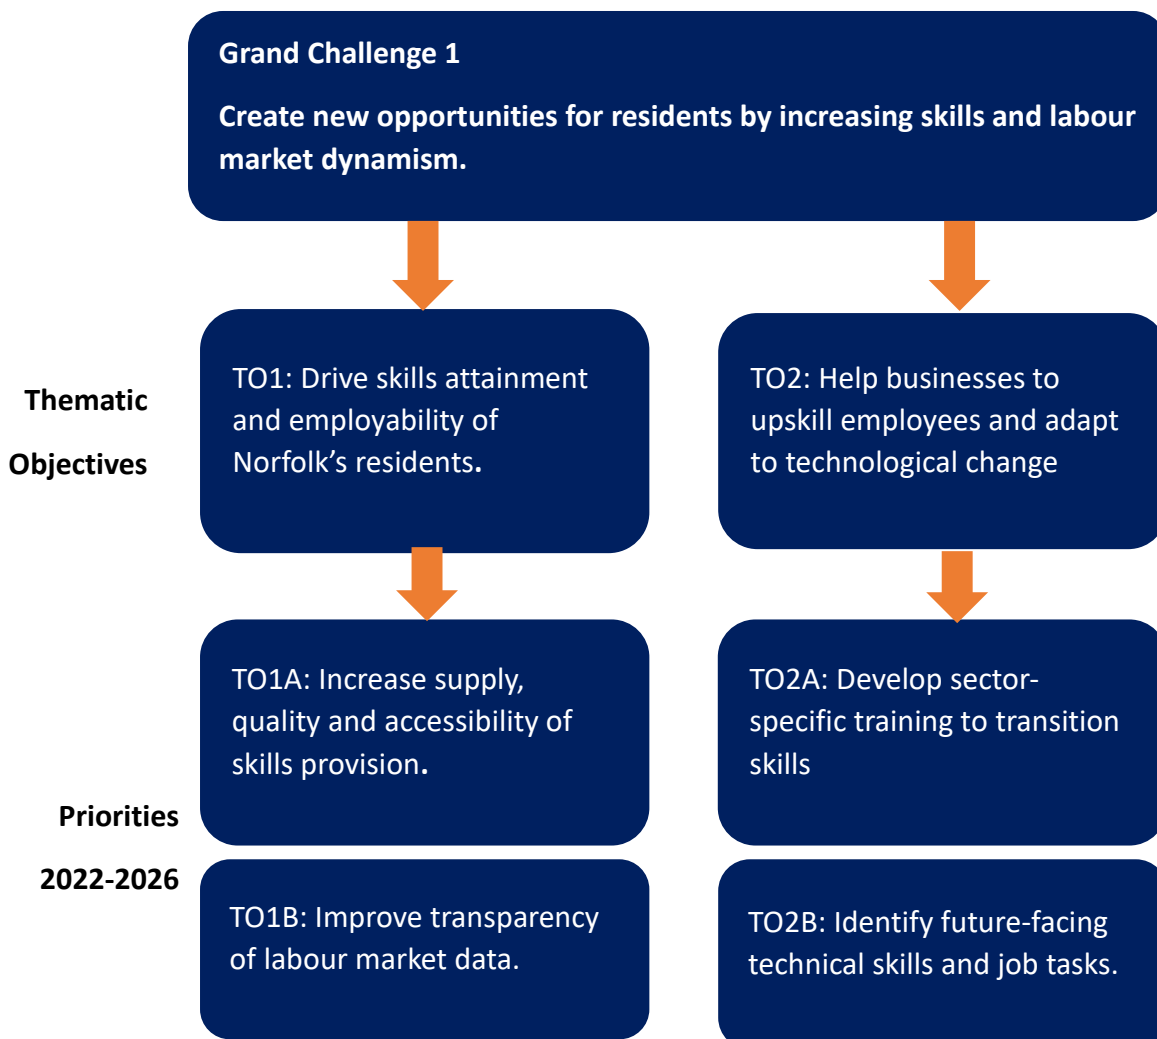 Grand Challenge 1
Create new opportunities for residents by increasing skills and labour
market dynamism.
Thematic
Objectives
TO1: Drive skills attainment
and employability of
Norfolk’s residents.
TO2: Help businesses to
upskill employees and adapt
to technological change
Priorities
2022-2026
TO1A: Increase supply,
quality and accessibility of
skills provision.
TO2A: Develop sector-
specific training to transition
skills
TO1B: Improve transparency
of labour market data.
TO2B: Identify future-facing
technical skills and job tasks.